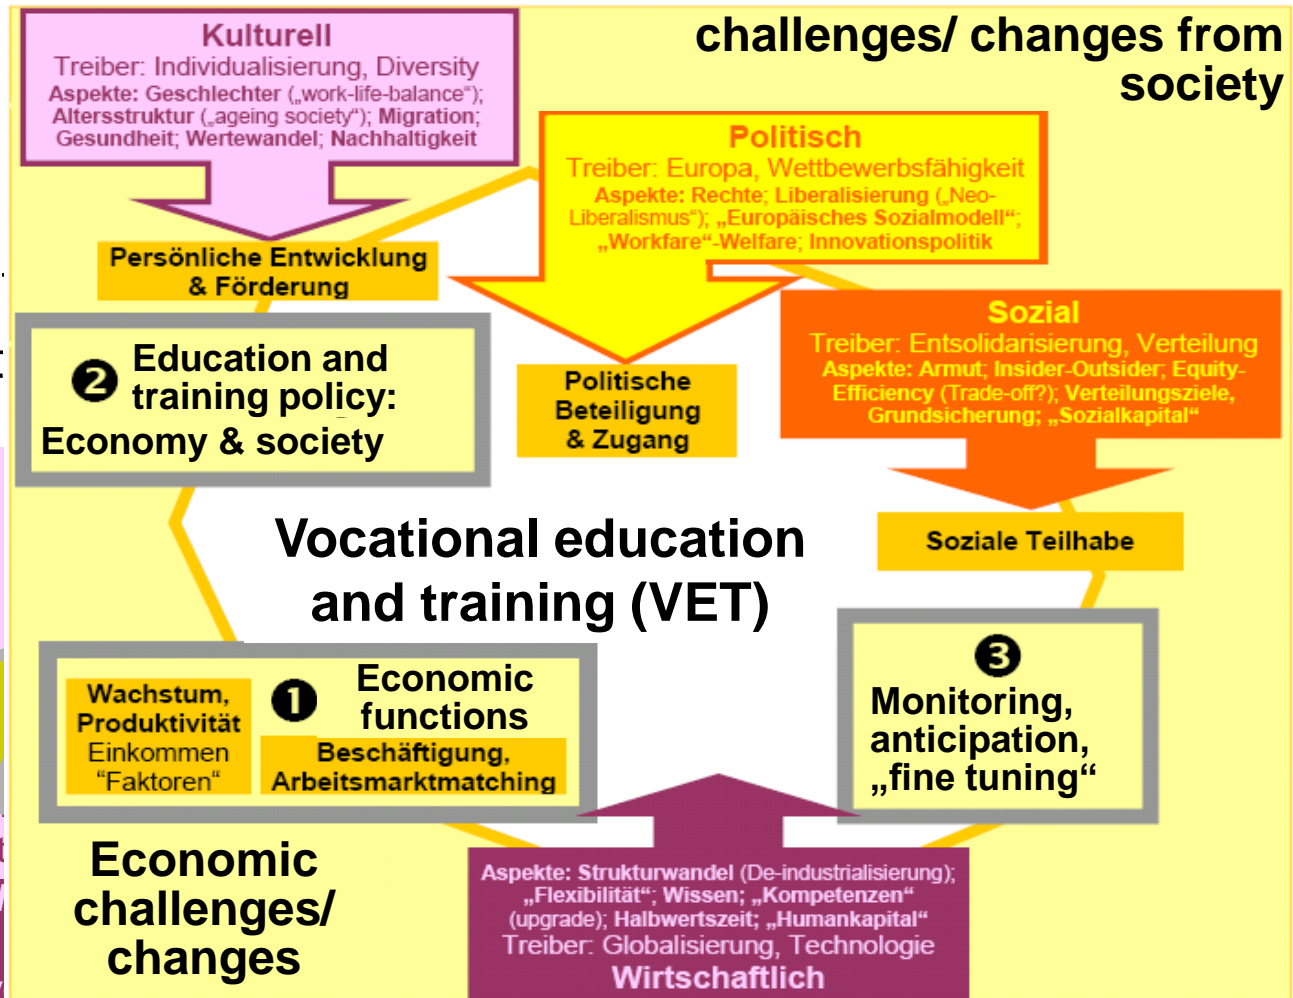 challenges/ changes from
society
Kulturell
Treiber: Individualisierung, Diversity
Aspekte: Geschlechter („work-life-balance“);
Altersstruktur („ageing society“); Migration;
Gesundheit; Wertewandel; Nachhaltigkeit
Politisch
Treiber: Europa, Wettbewerbsfähigkeit
Aspekte: Rechte; Liberalisierung („Neo-
Liberalismus“); „Europäisches Sozialmodell“;
„Workfare“-Welfare; Innovationspolitik
Persönliche Entwicklung
& Förderung
Sozial
Treiber: Entsolidarisierung, Verteilung
Aspekte: Armut; Insider-Outsider; Equity-
Efficiency (Trade-off?); Verteilungsziele,
Grundsicherung; „Sozialkapital“
❷ Education and
training policy:
Economy & society
Politische
Beteiligung
& Zugang
Soziale Teilhabe
Vocational education
and training (VET)
❶ Economic
functions
Wachstum,
Produktivität
Einkommen
“Faktoren“
Beschäftigung,
Arbeitsmarktmatching
❸
Monitoring,
anticipation,
„fine tuning“
Economic
challenges/
changes
Aspekte: Strukturwandel (De-industrialisierung);
„Flexibilität“; Wissen; „Kompetenzen“
(upgrade); Halbwertszeit; „Humankapital“
Treiber: Globalisierung, Technologie
Wirtschaftlich